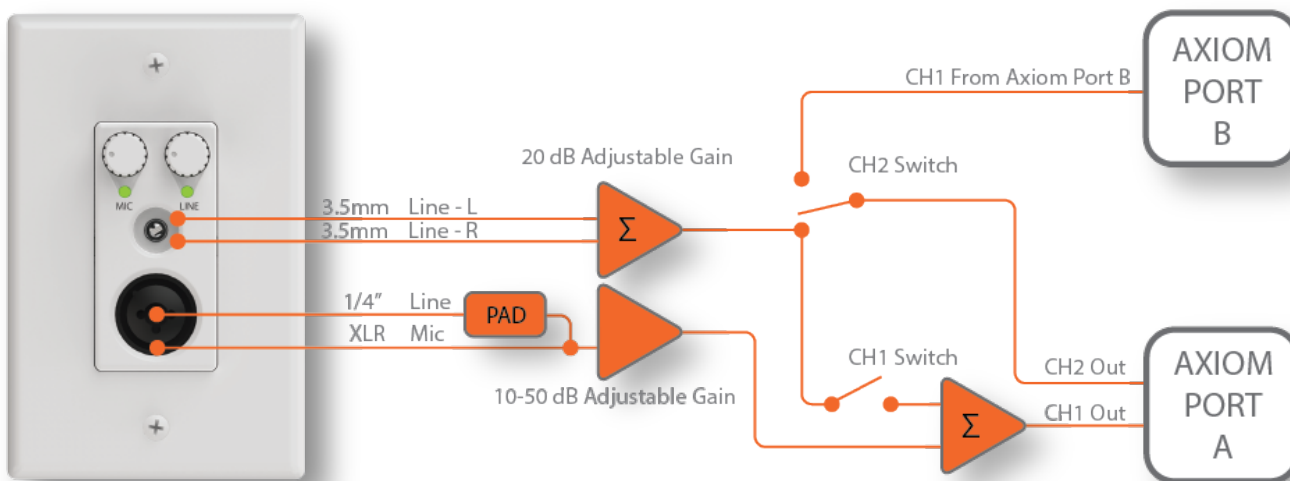 MIC
LINE
3.5mm Line - L
3.5mm Line - R
1/4” Line
XLR Mic
PAD
20 dB Adjustable Gain
Σ
10-50 dB Adjustable Gain
CH1 From Axiom Port B
CH2 Switch
CH1 Switch
Σ
CH2 Out
CH1 Out
AXIOM
PORT
B
AXIOM
PORT
A